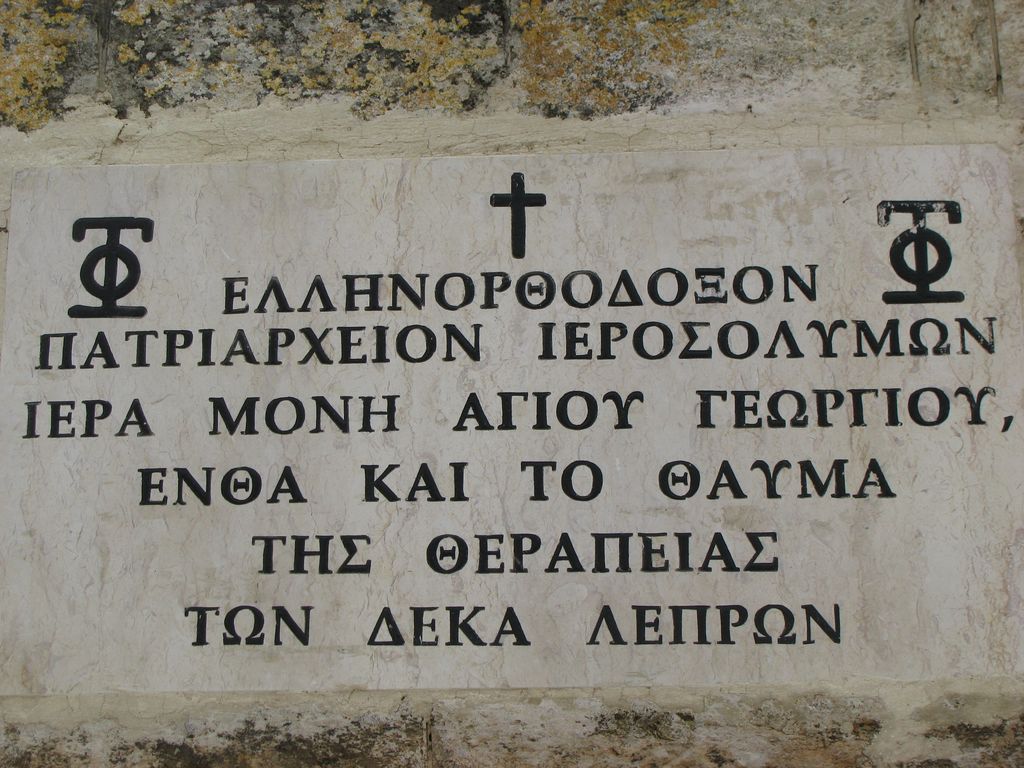 ΕΛΛΗΝΟΡΘΟΔΟΞΟΝ
ΠΑΤΡΙΑΡΧΕΙΟΝ ΙΕΡΟΣΟΛΥΜΩΝ
ΙΕΡΑ ΜΟΝΗ ΑΓΙΟΥ ΓΕΩΡΓΙΟΥ,
ΕΝΘΑ ΚΑΙ ΤΟ ΘΑΥΜΑ
ΤΗΣ ΘΕΡΑΠΕΙΑΣ
ΤΩΝ ΔΕΚΑ ΛΕΠΡΩΝ